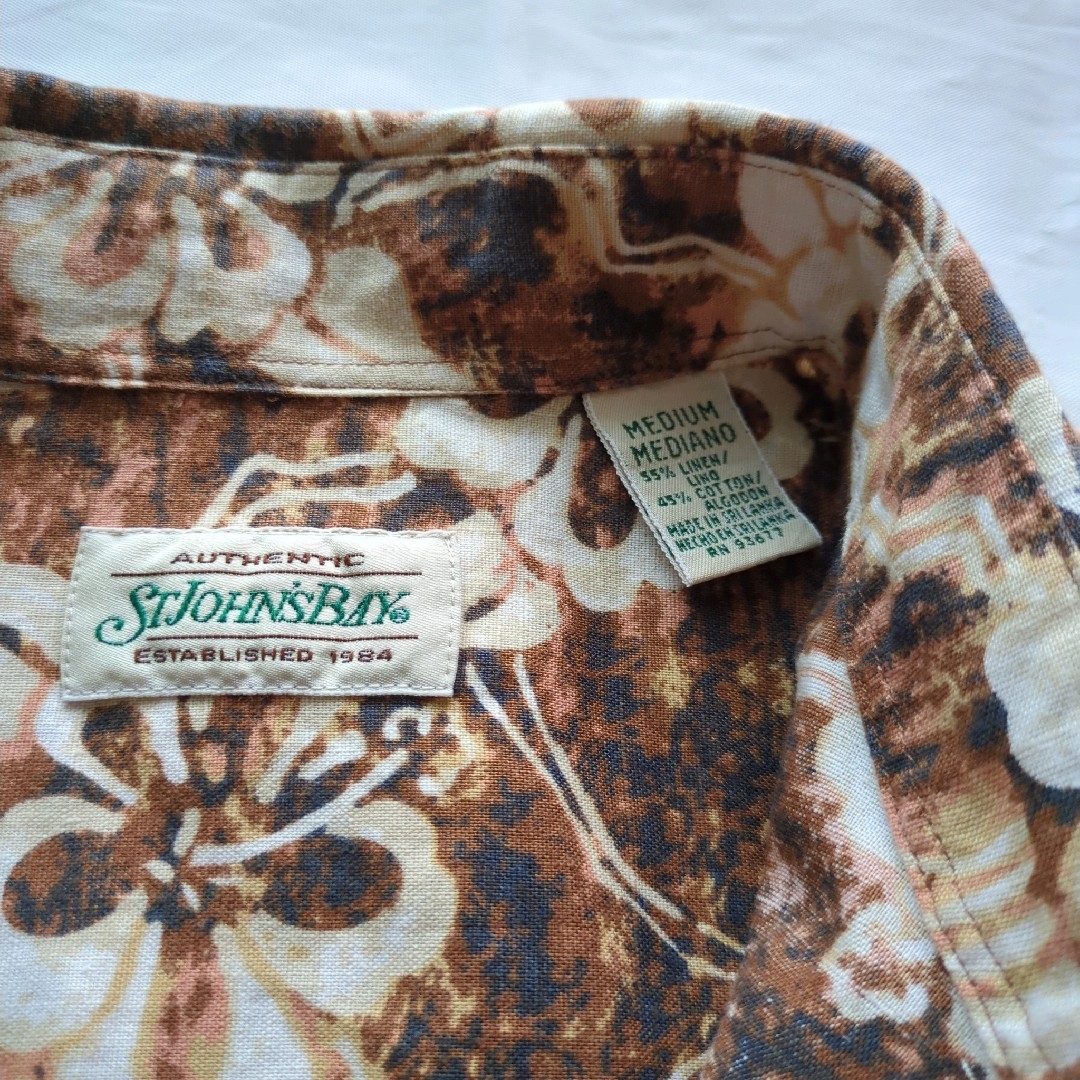 AUTHENTIC
ST JOHN'S BAY®
ESTABLISHED 1984
MEDIUM
MEDIANO
55% LINEN/
LINO
45% COTTON/
ALGODON
MADE IN SRI LANKA
HECHO EN SRI LANKA
RN 93677